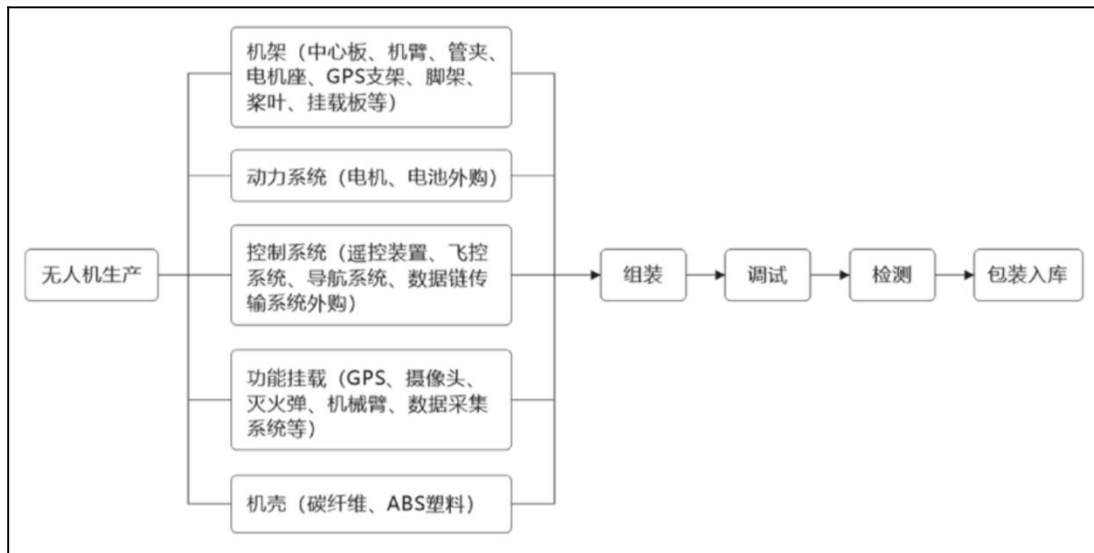 无人机生产
机架（中心板、机臂、管夹、
电机座、GPS支架、脚架、
桨叶、挂载板等）
动力系统（电机、电池外购）
控制系统（遥控装置、飞控
系统、导航系统、数据链传
输系统外购）
功能挂载（GPS、摄像头、
灭火弹、机械臂、数据采集
系统等）
机壳（碳纤维、ABS塑料）
组装
调试
检测
包装入库